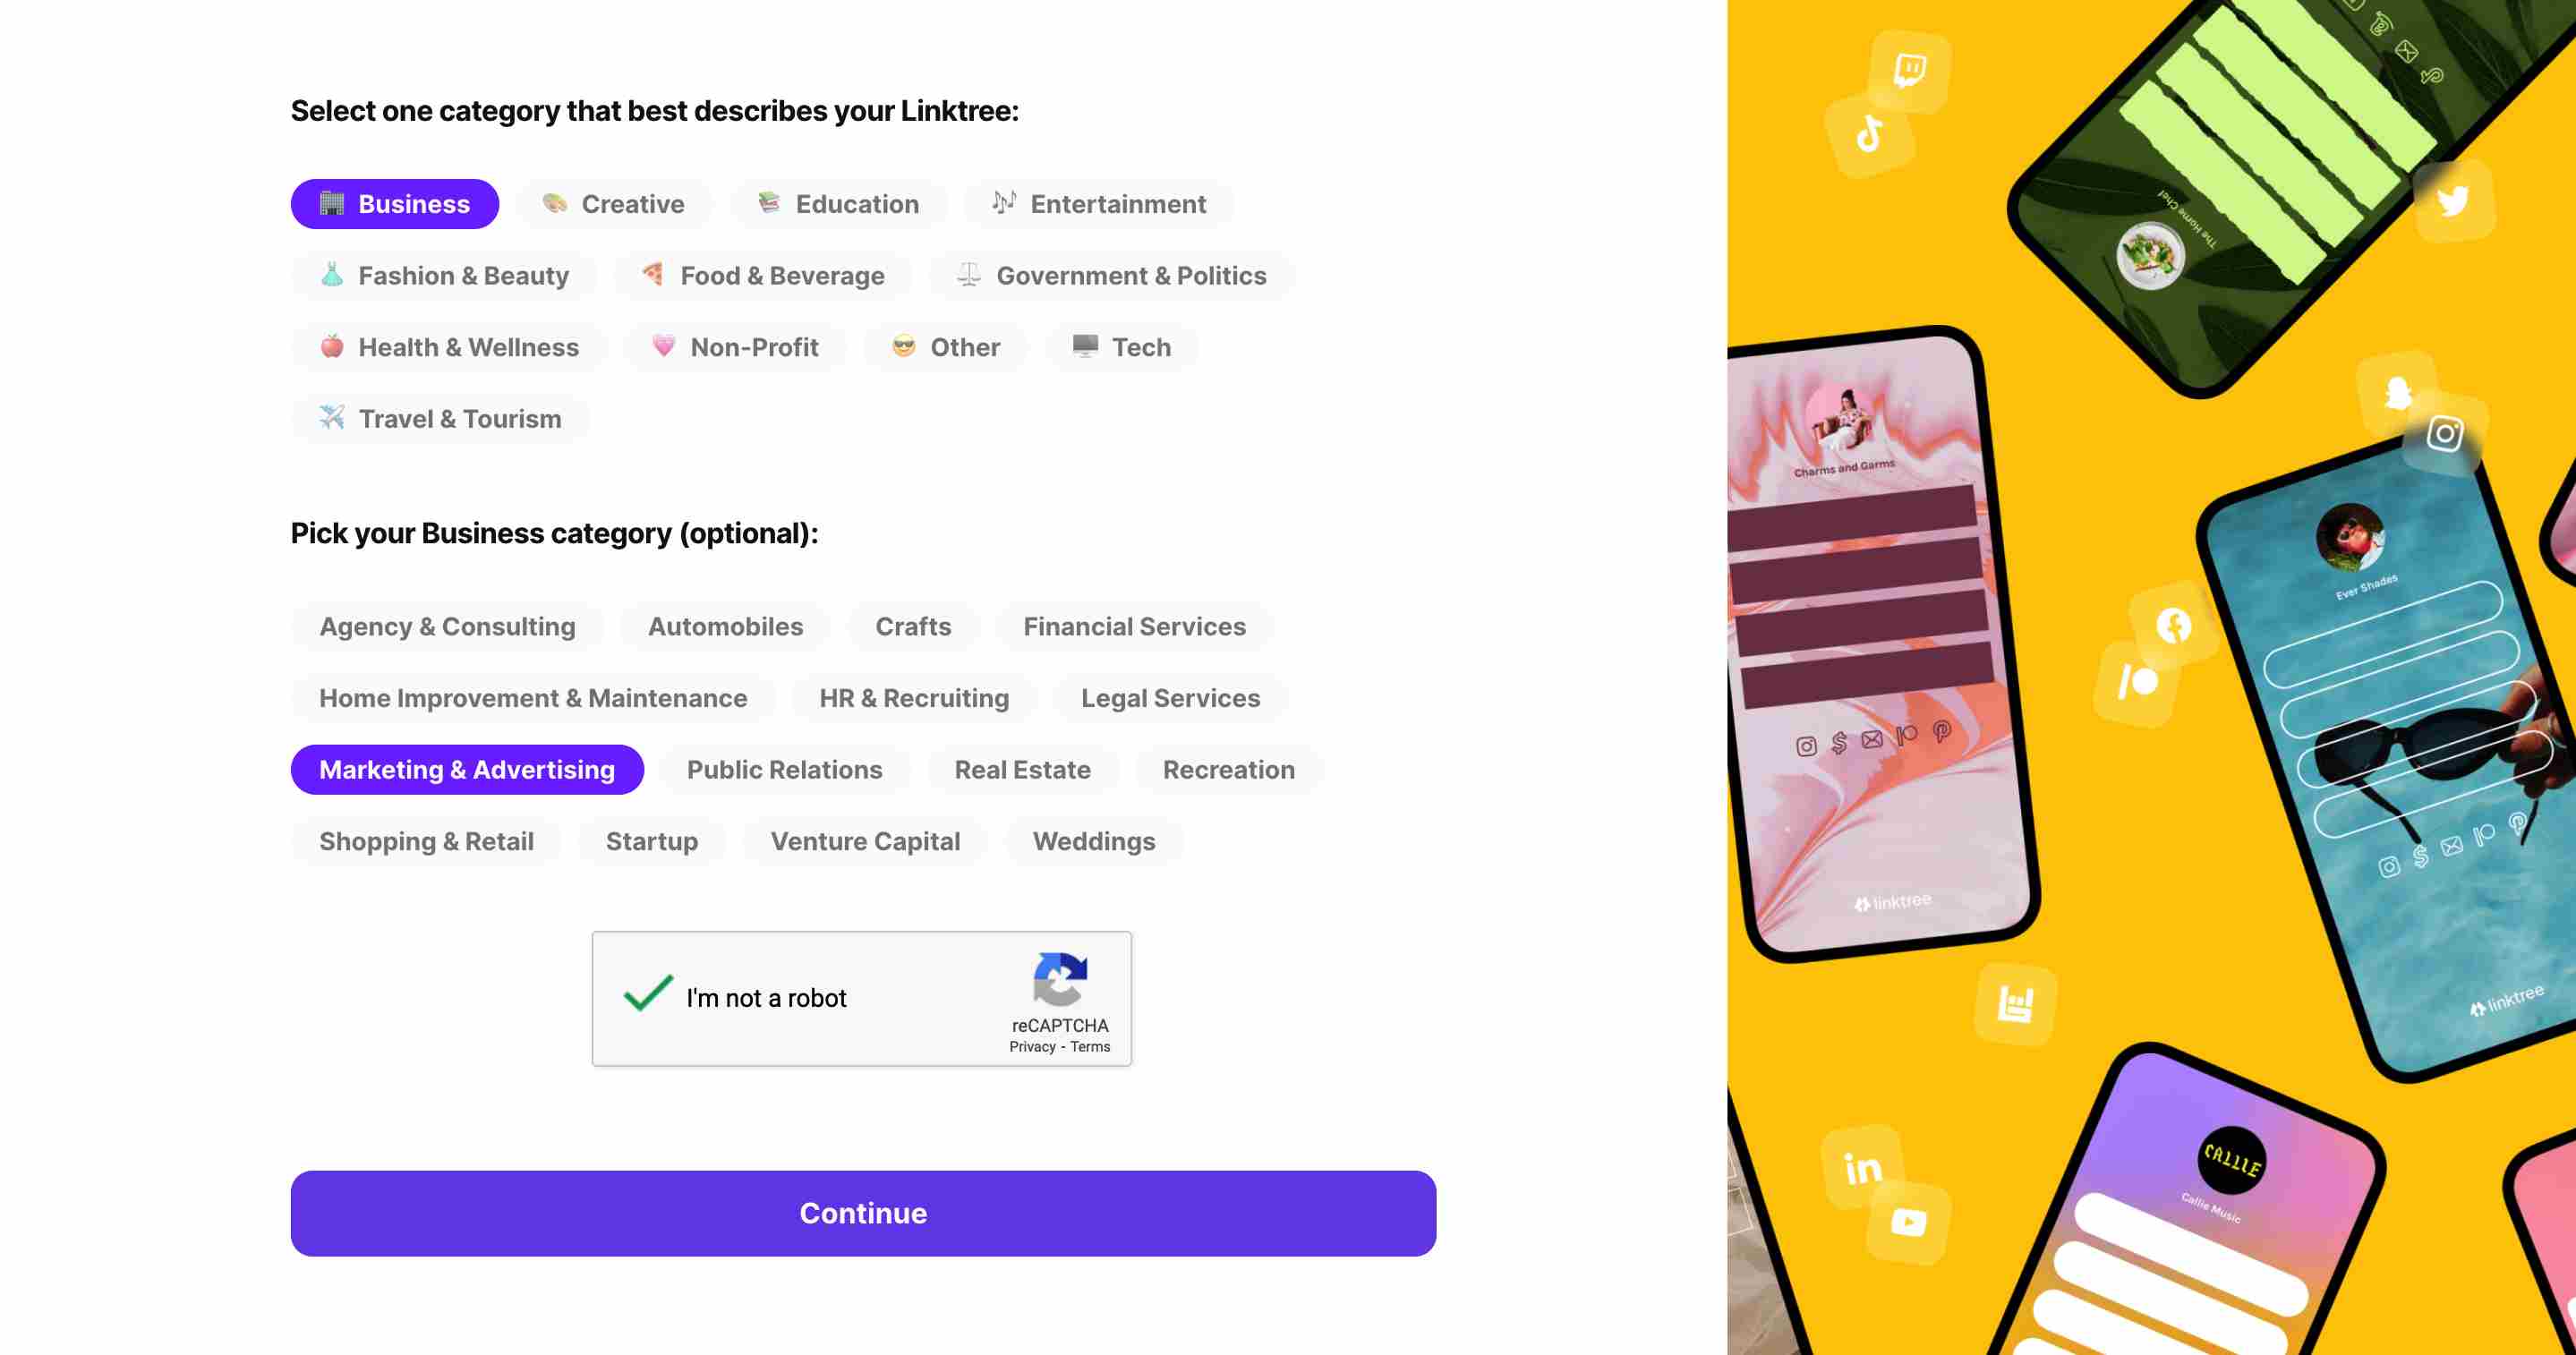 Select one category that best describes your Linktree:
Business Creative Education Entertainment
Fashion & Beauty Food & Beverage Government & Politics
Health & Wellness Non-Profit Other Tech
Travel & Tourism
Pick your Business category (optional):
Agency & Consulting Automobiles Crafts Financial Services
Home Improvement & Maintenance HR & Recruiting Legal Services
Marketing & Advertising Public Relations Real Estate Recreation
Shopping & Retail Startup Venture Capital Weddings
I'm not a robot
reCAPTCHA
Privacy - Terms
Continue
The Home Chef
Charms and Garms
linktree
Ever Shades
linktree
CALLIE
Callie Music